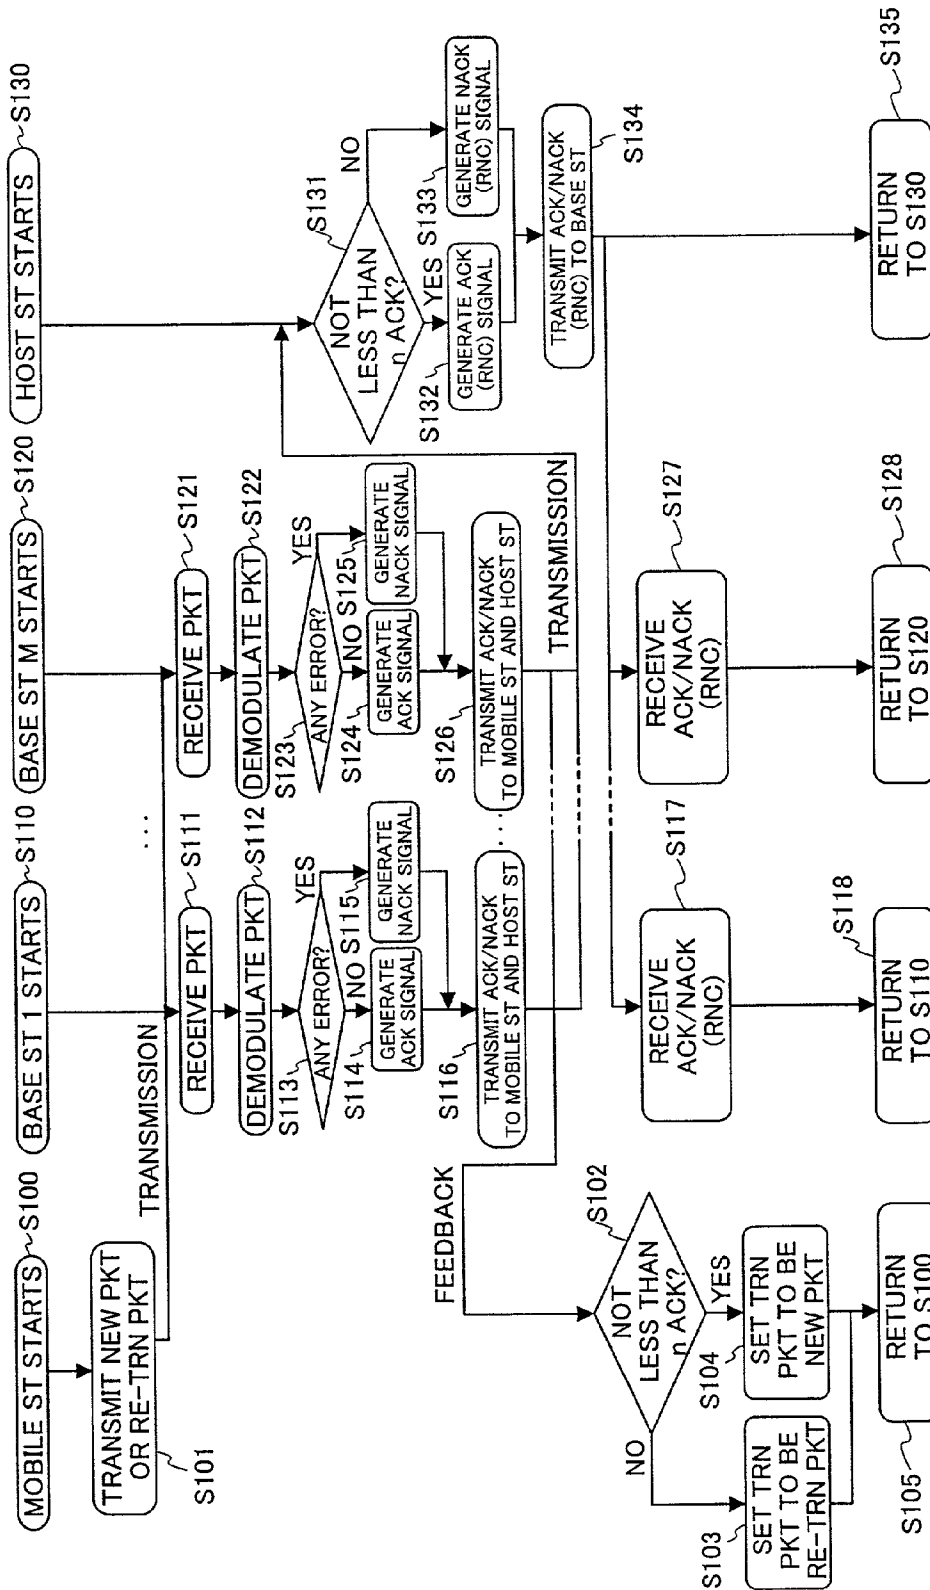 MOBILE ST STARTS
S100
TRANSMIT NEW PKT
OR RE-TRN PKT
S101
TRANSMISSION
BASE ST 1 STARTS
S110
...
BASE ST M STARTS
S120
HOST ST STARTS
S130
RECEIVE PKT
S111
DEMODULATE PKT
S112
ANY ERROR?
S113
YES
NO
GENERATE
ACK SIGNAL
S114
GENERATE
NACK SIGNAL
S115
TRANSMIT ACK/NACK
TO MOBILE ST AND HOST ST
S116
...
RECEIVE PKT
S121
DEMODULATE PKT
S122
ANY ERROR?
S123
YES
NO
GENERATE
ACK SIGNAL
S124
GENERATE
NACK SIGNAL
S125
TRANSMIT ACK/NACK
TO MOBILE ST AND HOST ST
S126
TRANSMISSION
NOT
LESS THAN
n ACK?
S131
NO
YES
GENERATE ACK
(RNC) SIGNAL
S132
GENERATE NACK
(RNC) SIGNAL
S133
TRANSMIT ACK/NACK
(RNC) TO BASE ST
S134
FEEDBACK
NOT
LESS THAN
n ACK?
S102
NO
YES
SET TRN
PKT TO BE
RE-TRN PKT
S103
SET TRN
PKT TO BE
NEW PKT
S104
RECEIVE
ACK/NACK
(RNC)
S117
RECEIVE
ACK/NACK
(RNC)
S127
RETURN
TO S100
S105
RETURN
TO S110
S118
RETURN
TO S120
S128
RETURN
TO S130
S135